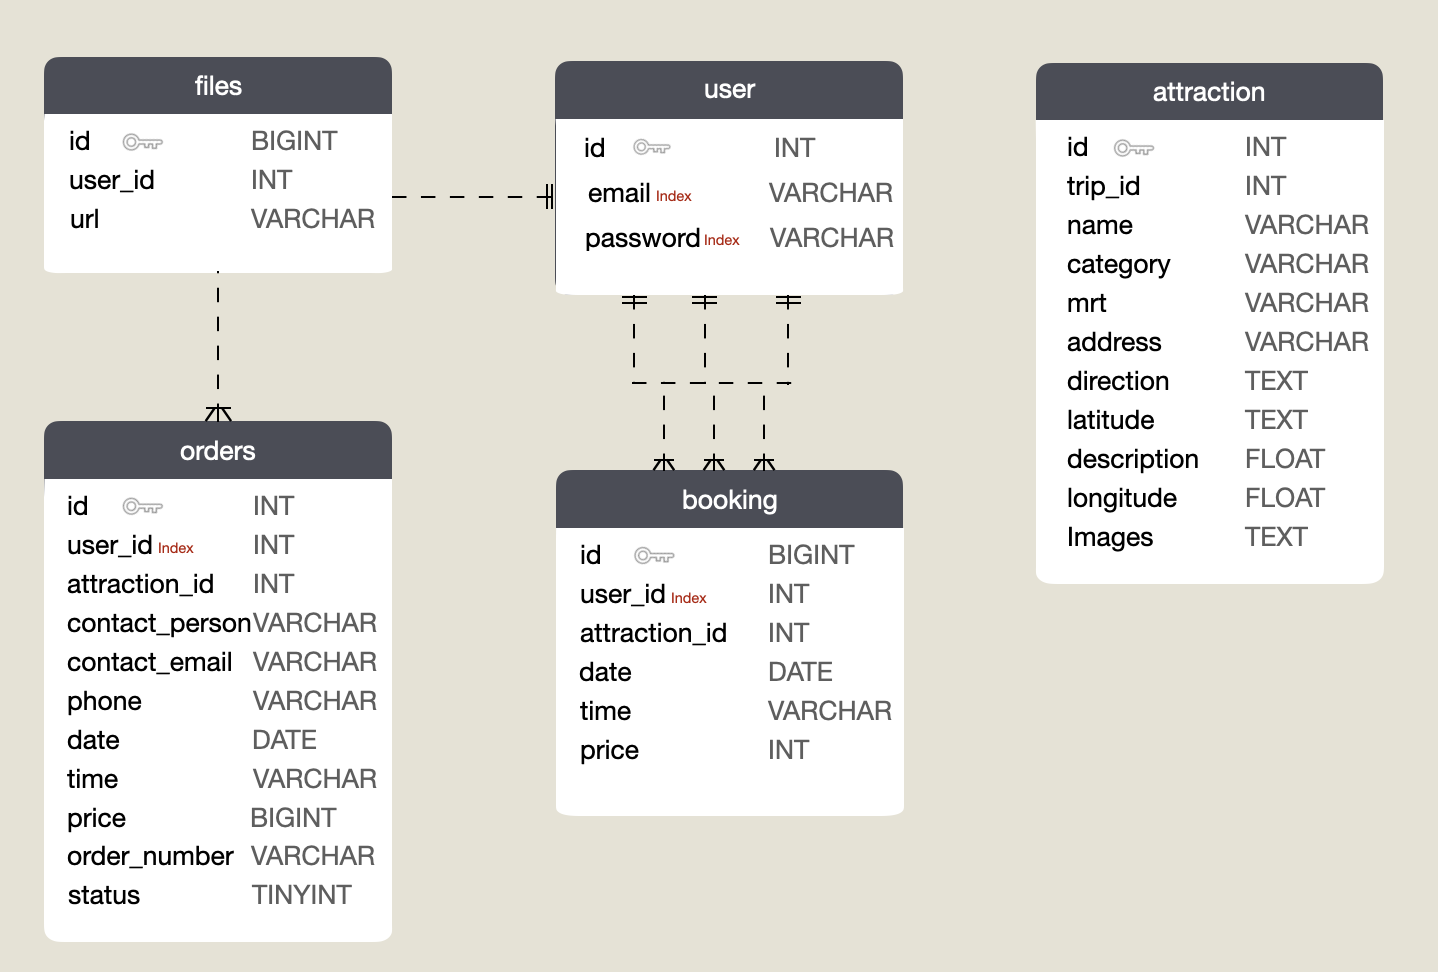 files
id BIGINT
user_id INT
url VARCHAR
user
id INT
email Index VARCHAR
password Index VARCHAR
attraction
id INT
trip_id INT
name VARCHAR
category VARCHAR
mrt VARCHAR
address VARCHAR
direction TEXT
latitude TEXT
description FLOAT
longitude FLOAT
Images TEXT
orders
id INT
user_id Index INT
attraction_id INT
contact_person VARCHAR
contact_email VARCHAR
phone VARCHAR
date DATE
time VARCHAR
price BIGINT
order_number VARCHAR
status TINYINT
booking
id BIGINT
user_id Index INT
attraction_id INT
date DATE
time VARCHAR
price INT